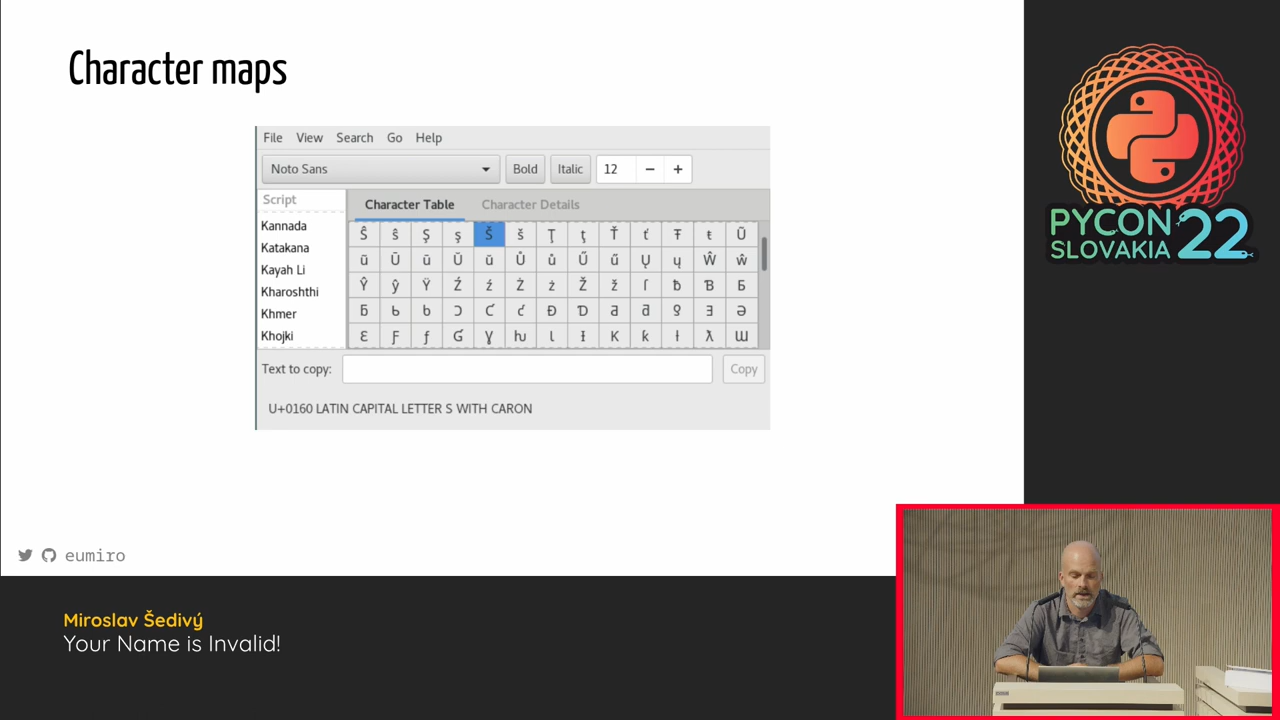 Character maps
File View Search Go Help
Noto Sans Bold Italic 12 − +
Script Character Table Character Details
Kannada
Katakana
Kayah Li
Kharoshthi
Khmer
Khojki
Ŝ ŝ Ş ş Š š Ţ ţ Ť ť Ŧ ŧ Ũ
ũ Ū ū Ŭ ŭ Ů ů Ű ű Ų ų Ŵ ŵ
Ŷ ŷ Ÿ Ź ź Ż ż Ž ž ſ ƀ Ɓ Ƃ
ƃ Ƅ ƅ Ɔ Ƈ ƈ Ɖ Ɗ Ƌ ƌ ƍ Ǝ Ə
Ɛ Ƒ ƒ Ɠ Ɣ ƕ Ɩ Ɨ Ƙ ƙ ƚ ƛ Ɯ
Text to copy: Copy
U+0160 LATIN CAPITAL LETTER S WITH CARON
eumiro
Miroslav Šedivý
Your Name is Invalid!
PYCON 22
SLOVAKIA